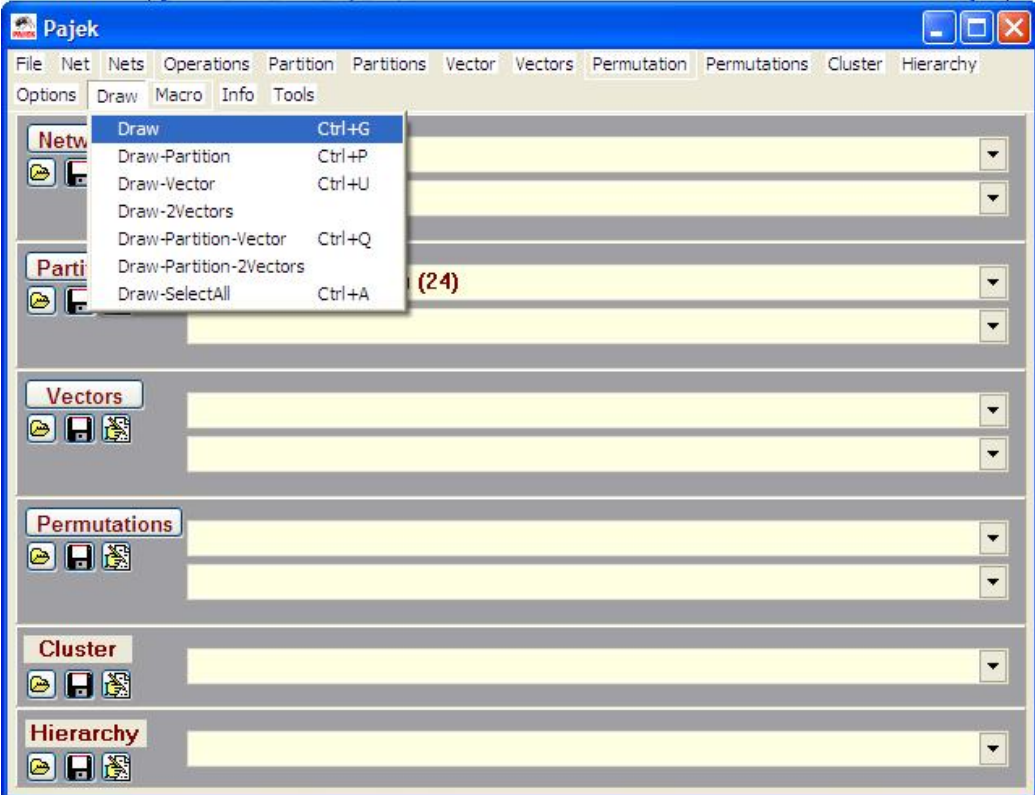 Pajek
File Net Nets Operations Partition Partitions Vector Vectors Permutation Permutations Cluster Hierarchy
Options Draw Macro Info Tools
Draw Ctrl+G
Netw
Draw-Partition Ctrl+P
Draw-Vector Ctrl+U
Draw-2Vectors
Draw-Partition-Vector Ctrl+Q
Parti
Draw-Partition-2Vectors
(24)
Draw-SelectAll Ctrl+A
Vectors
Permutations
Cluster
Hierarchy